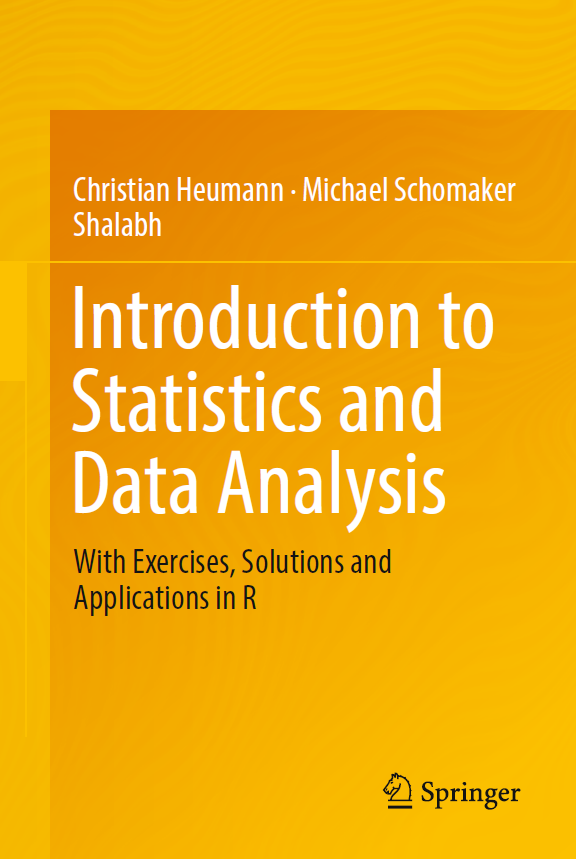 Christian Heumann · Michael Schomaker
Shalabh
Introduction to
Statistics and
Data Analysis
With Exercises, Solutions and
Applications in R
Springer